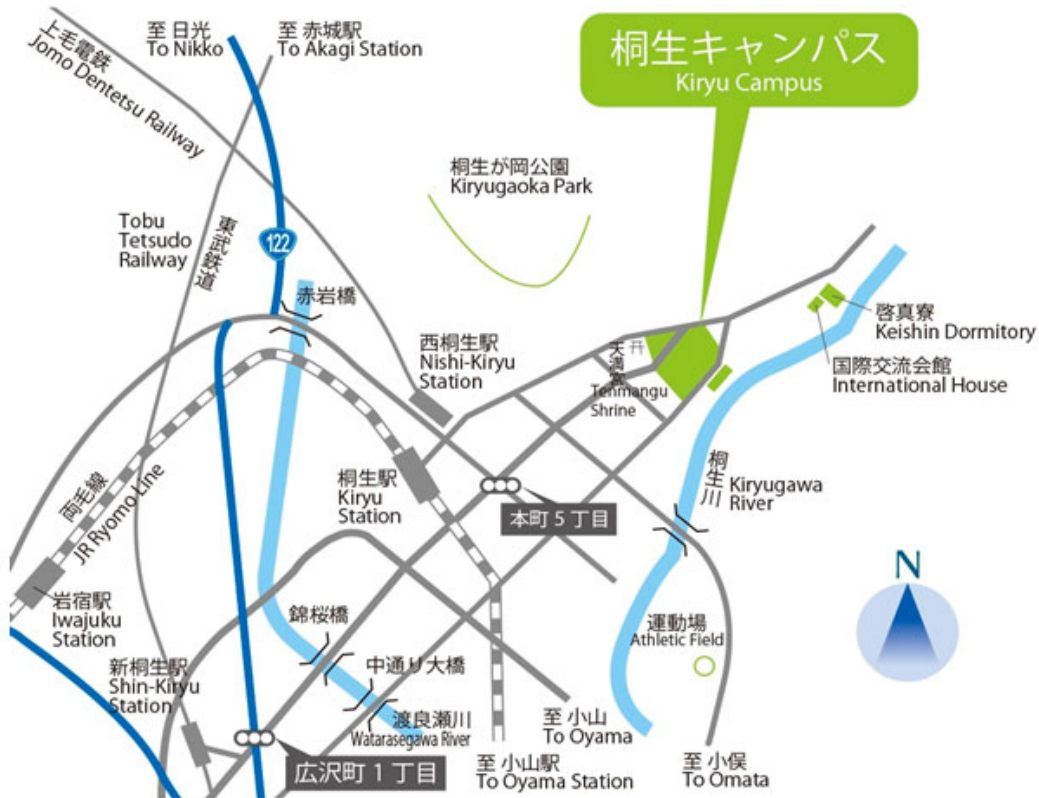 上毛電鉄
Jomo Dentetsu Railway
至 日光
To Nikko
至 赤城駅
To Akagi Station
桐生キャンパス
Kiryu Campus
桐生が岡公園
Kiryugaoka Park
Tobu
Tetsudo
Railway
東武鉄道
122
赤岩橋
西桐生駅
Nishi-Kiryu
Station
天満宮
Tenmangu
Shrine
啓真寮
Keishin Dormitory
国際交流会館
International House
両毛線
JR Ryomo Line
桐生駅
Kiryu
Station
本町 5 丁目
桐生川
Kiryugawa
River
N
岩宿駅
Iwajuku
Station
錦桜橋
運動場
Athletic Field
新桐生駅
Shin-Kiryu
Station
中通り大橋
渡良瀬川
Watarasegawa River
至 小山
To Oyama
広沢町 1 丁目
至 小山駅
To Oyama Station
至 小俣
To Omata